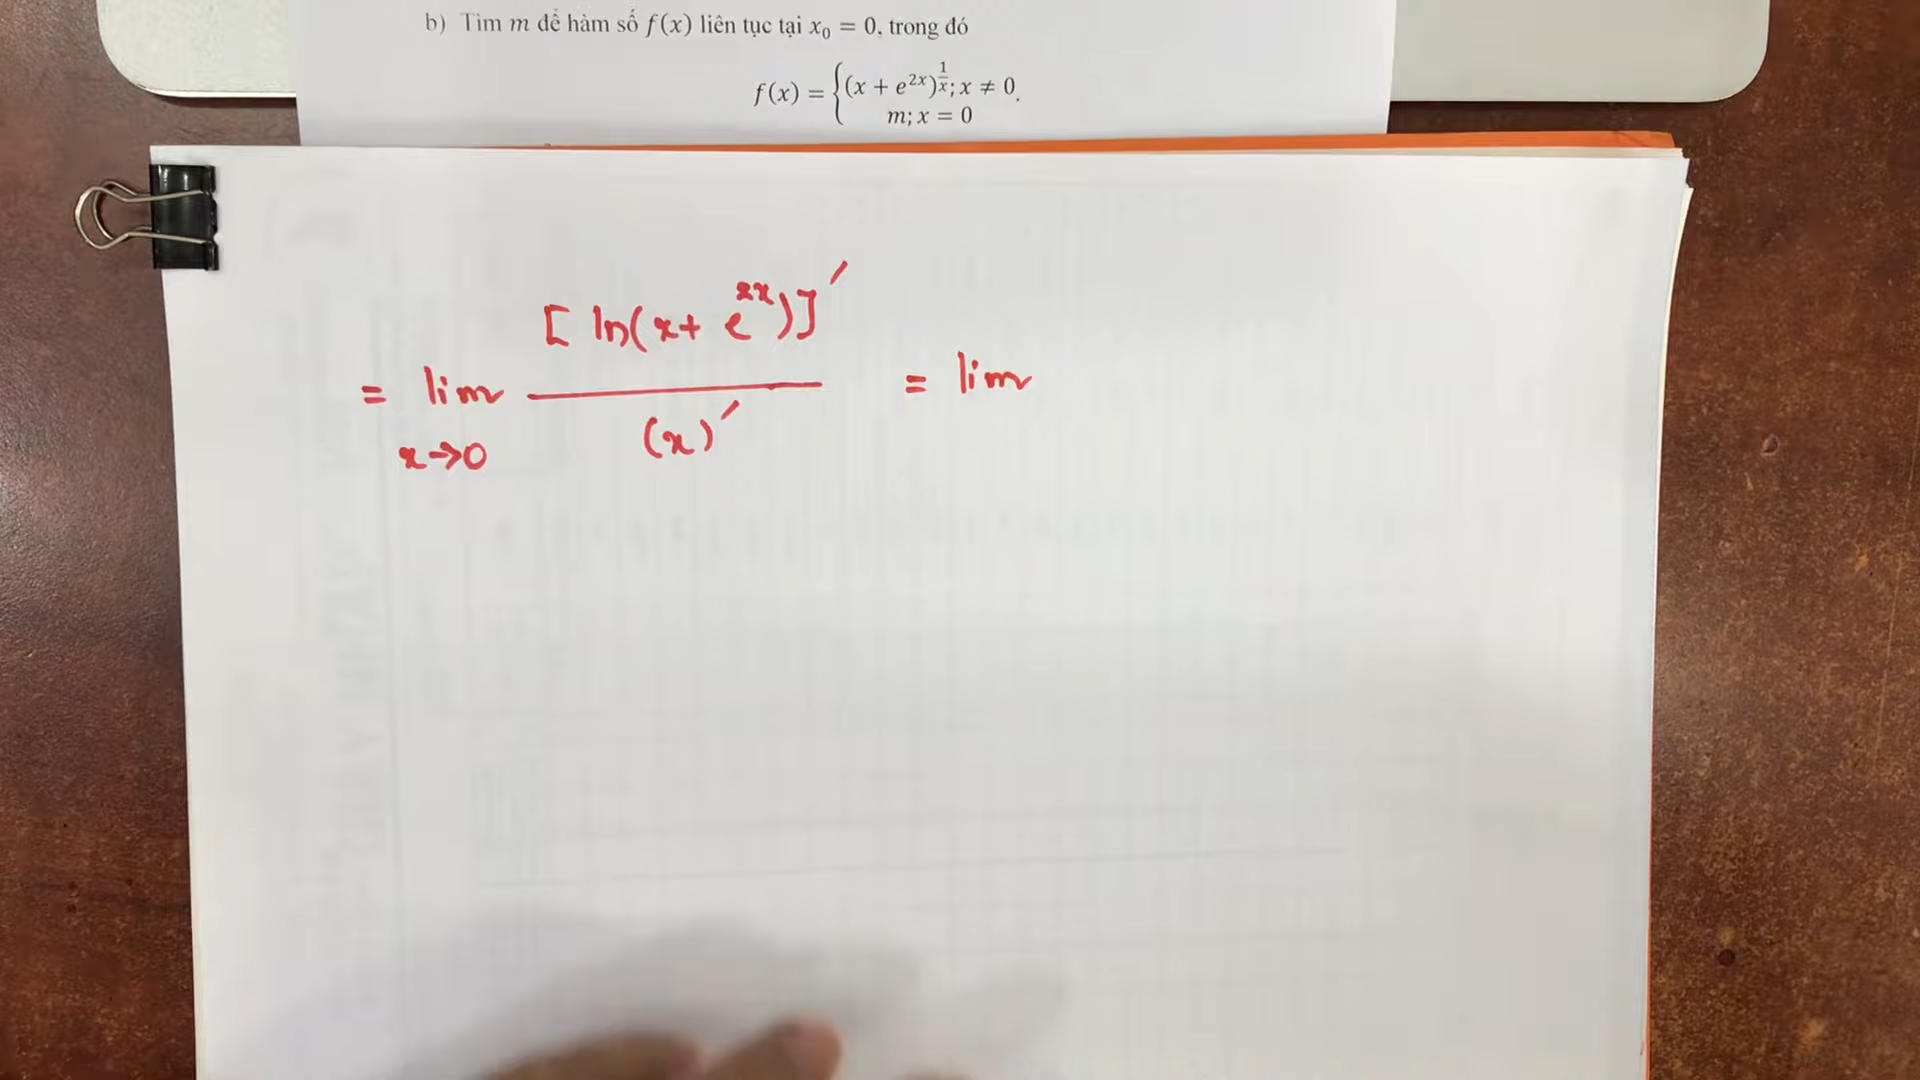 b) Tìm m để hàm số f(x) liên tục tại x₀ = 0, trong đó
f(x) = { (x + e^{2x})^{1/x}; x ≠ 0.
m; x = 0
= lim_{x→0} [ln(x + e^{2x})]′ / (x)′ = lim